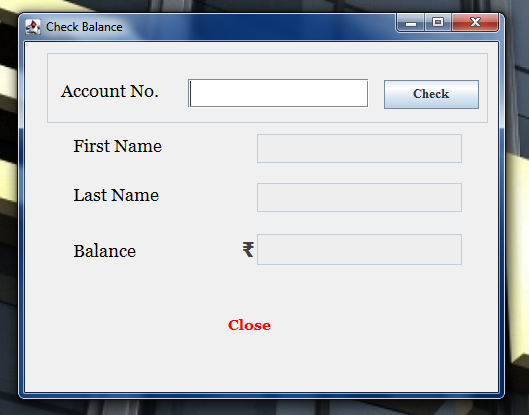 Check Balance
Account No.
Check
First Name
Last Name
Balance ₹
Close